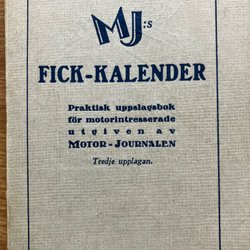 MJ:s
FICK-KALENDER
Praktisk uppslagsbok
för motorintresserade
utgiven av
MOTOR-JOURNALEN
Tredje upplagan.